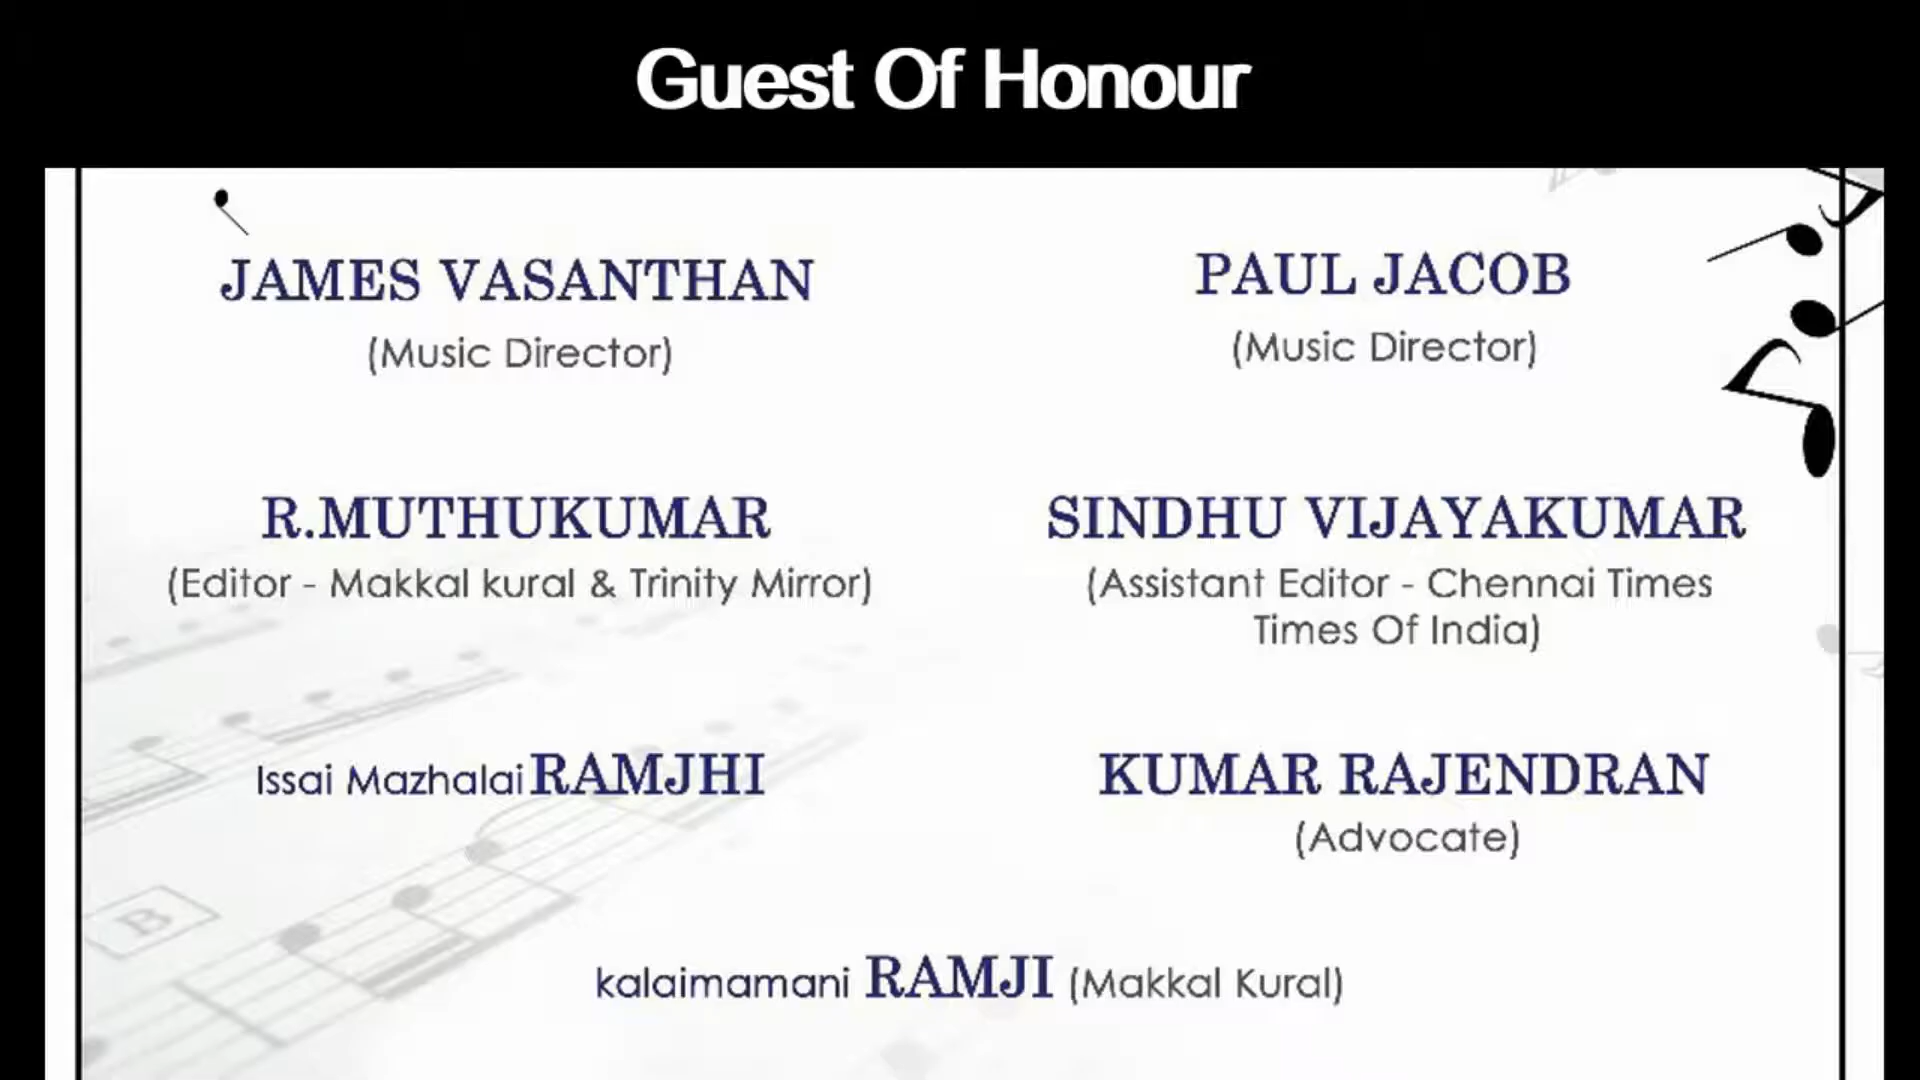 Guest Of Honour
JAMES VASANTHAN
(Music Director)
PAUL JACOB
(Music Director)
R.MUTHUKUMAR
(Editor - Makkal kural & Trinity Mirror)
SINDHU VIJAYAKUMAR
(Assistant Editor - Chennai Times
Times Of India)
Issai Mazhalai RAMJHI
KUMAR RAJENDRAN
(Advocate)
kalaimamani RAMJI (Makkal Kural)
B